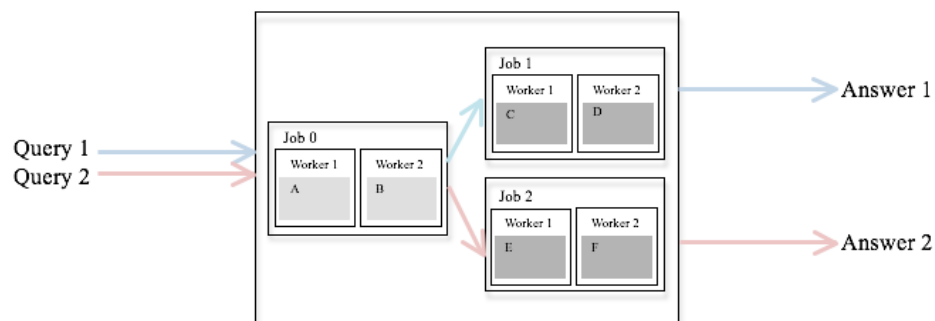 Query 1
Query 2
Job 0
Worker 1
A
Worker 2
B
Job 1
Worker 1
C
Worker 2
D
Job 2
Worker 1
E
Worker 2
F
Answer 1
Answer 2